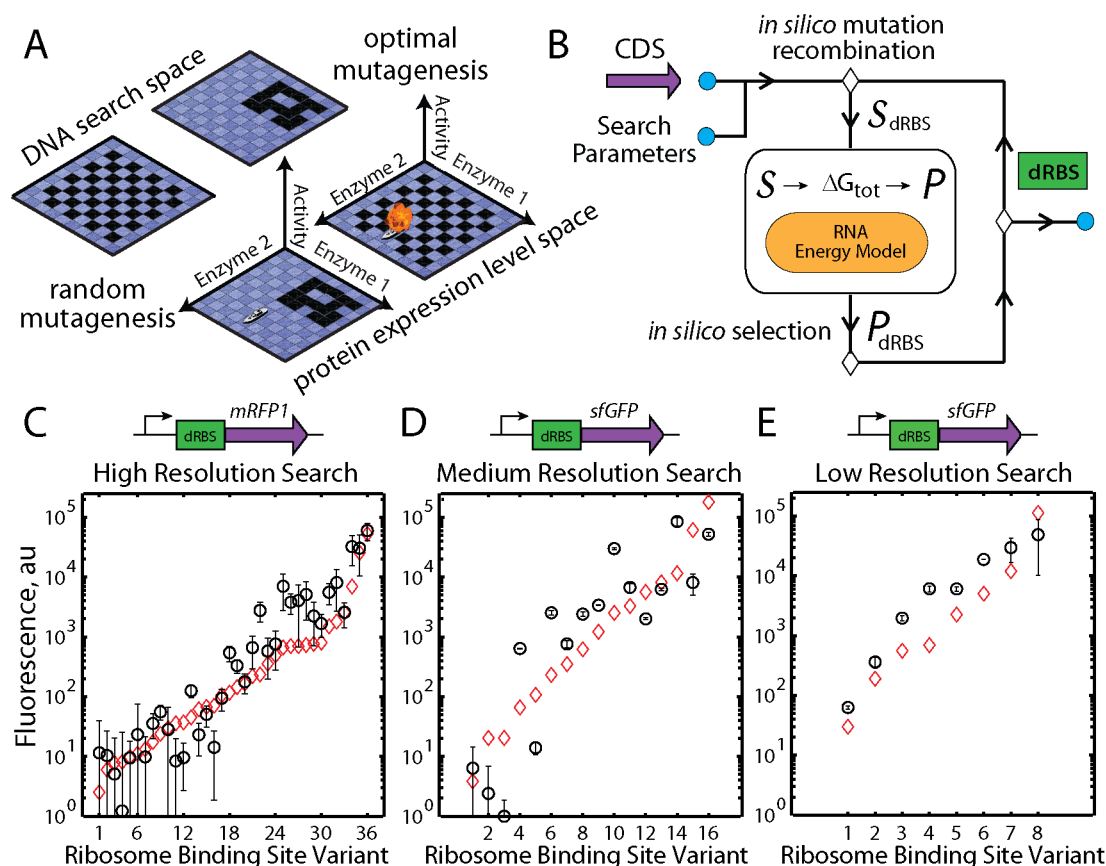 A
optimal
mutagenesis
DNA search space
Activity
Enzyme 2
Enzyme 1
Activity
Enzyme 2
Enzyme 1
random
mutagenesis
protein expression level space
B
in silico mutation
recombination
CDS
Search
Parameters
S dRBS
S → ΔG tot → P
RNA
Energy Model
dRBS
in silico selection
P dRBS
C
mRFP1
dRBS
High Resolution Search
Fluorescence, au
10^5
10^4
10^3
10^2
10^1
10^0
1 6 12 18 24 30 36
Ribosome Binding Site Variant
D
sfGFP
dRBS
Medium Resolution Search
10^5
10^4
10^3
10^2
10^1
10^0
2 4 6 8 10 12 14 16
Ribosome Binding Site Variant
E
sfGFP
dRBS
Low Resolution Search
10^5
10^4
10^3
10^2
10^1
10^0
1 2 3 4 5 6 7 8
Ribosome Binding Site Variant